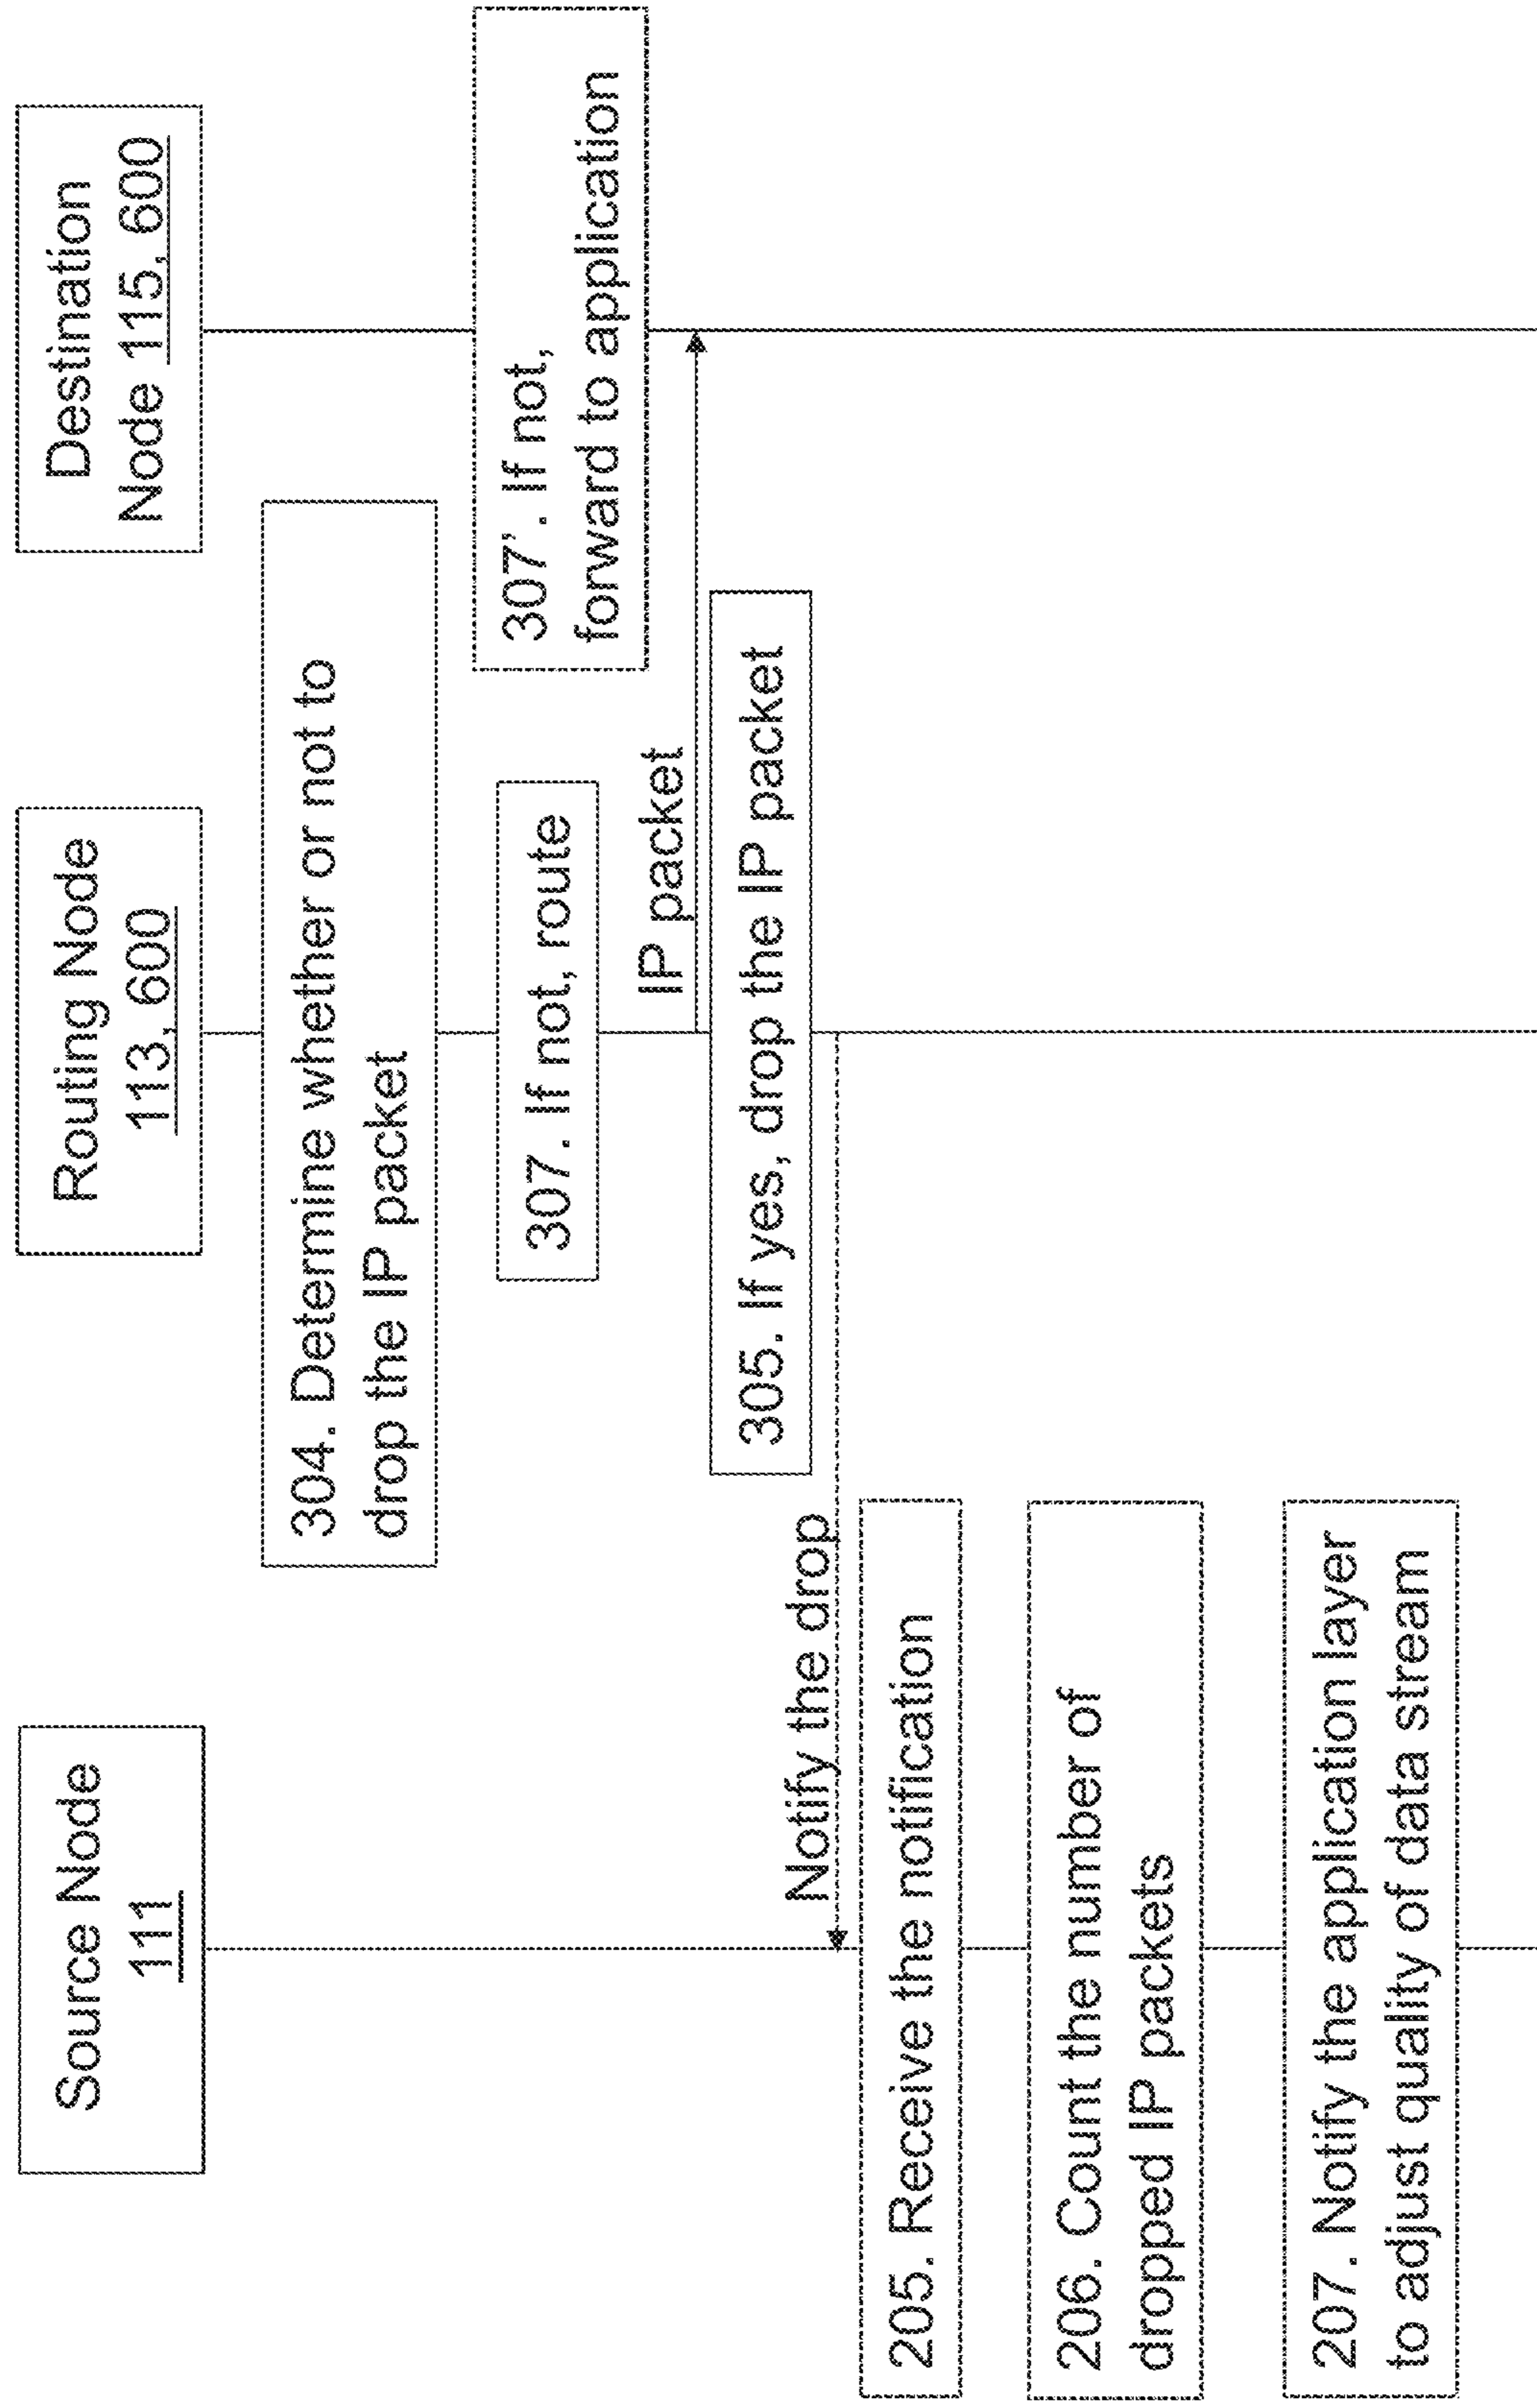 Source Node
111
Routing Node
113, 600
Destination
Node 115, 600
304. Determine whether or not to
drop the IP packet
307. If not, route
307'. If not,
forward to application
IP packet
305. If yes, drop the IP packet
Notify the drop
205. Receive the notification
206. Count the number of
dropped IP packets
207. Notify the application layer
to adjust quality of data stream